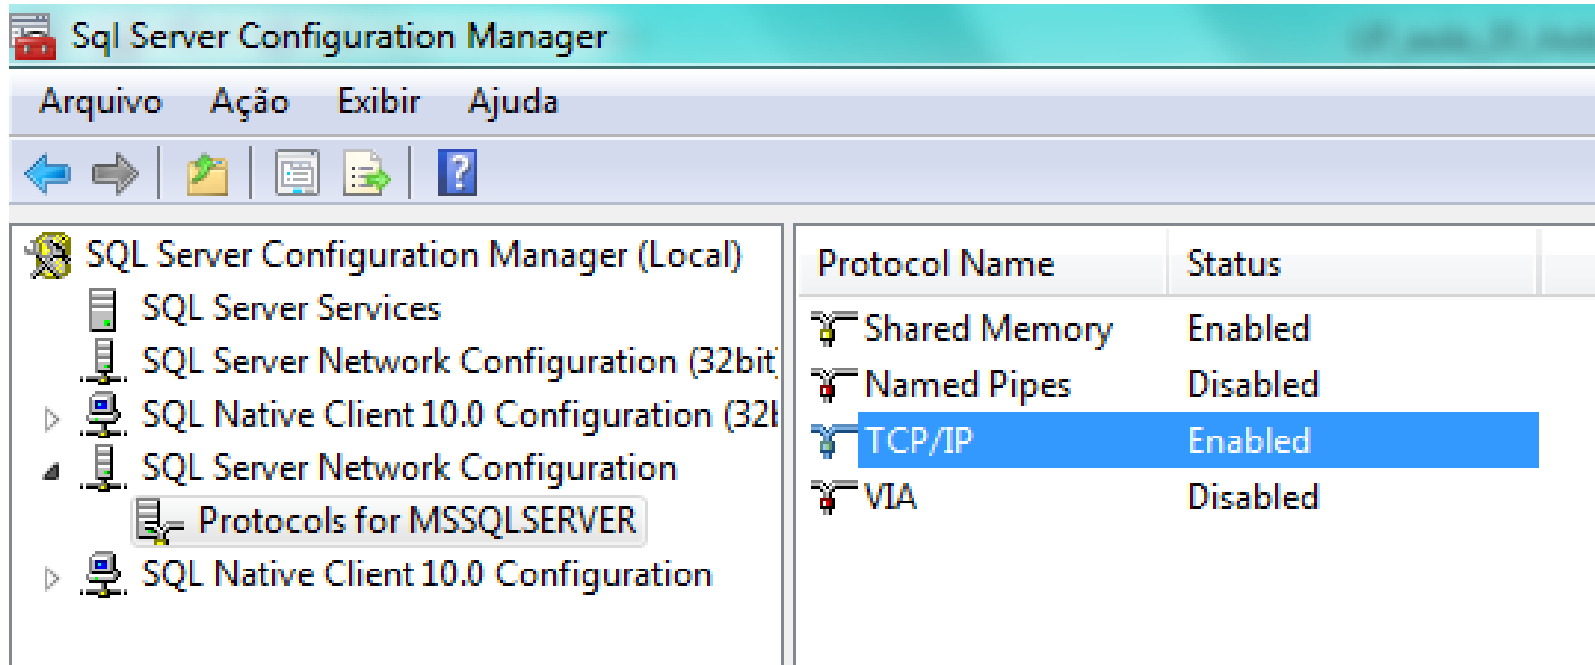 Sql Server Configuration Manager
Arquivo Ação Exibir Ajuda
SQL Server Configuration Manager (Local)
SQL Server Services
SQL Server Network Configuration (32bit
SQL Native Client 10.0 Configuration (32
SQL Server Network Configuration
Protocols for MSSQLSERVER
SQL Native Client 10.0 Configuration
Protocol Name Status
Shared Memory Enabled
Named Pipes Disabled
TCP/IP Enabled
VIA Disabled